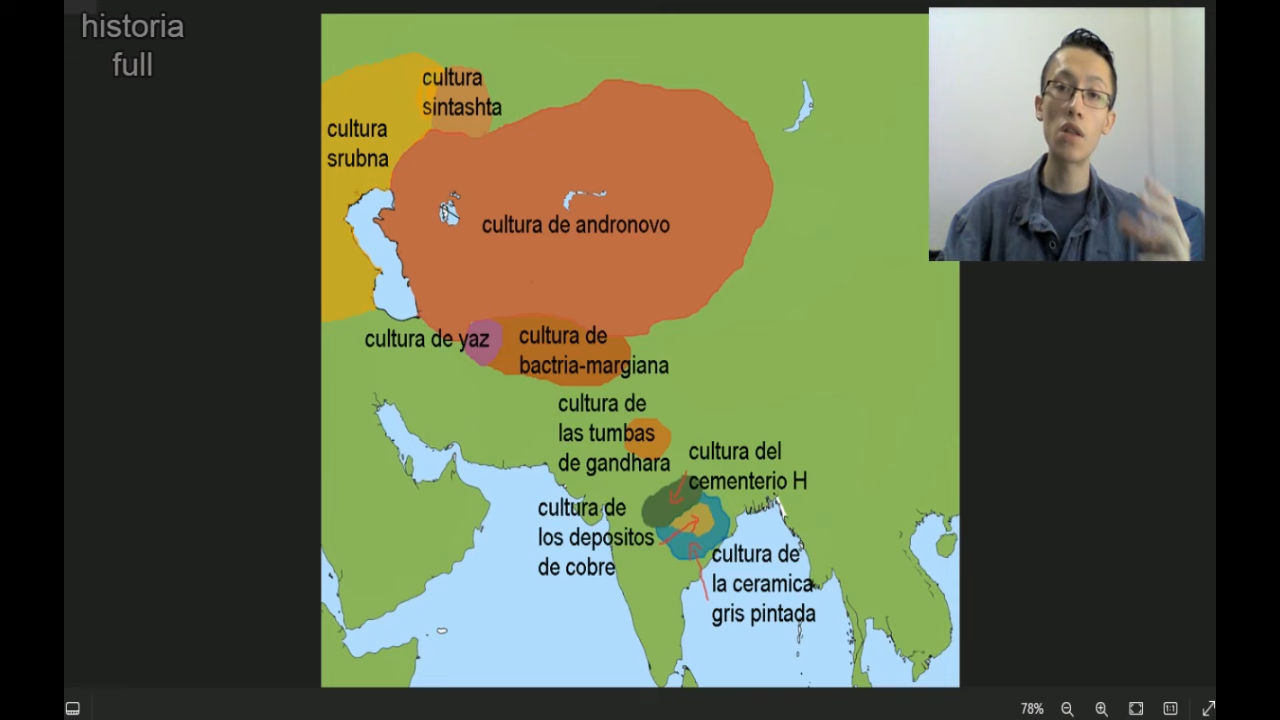 historia
full
cultura
sintashta
cultura
srubna
cultura de andronovo
cultura de yaz
cultura de
bactria-margiana
cultura de
las tumbas
de gandhara
cultura del
cementerio H
cultura de
los depositos
de cobre
cultura de
la ceramica
gris pintada
78%
1:1